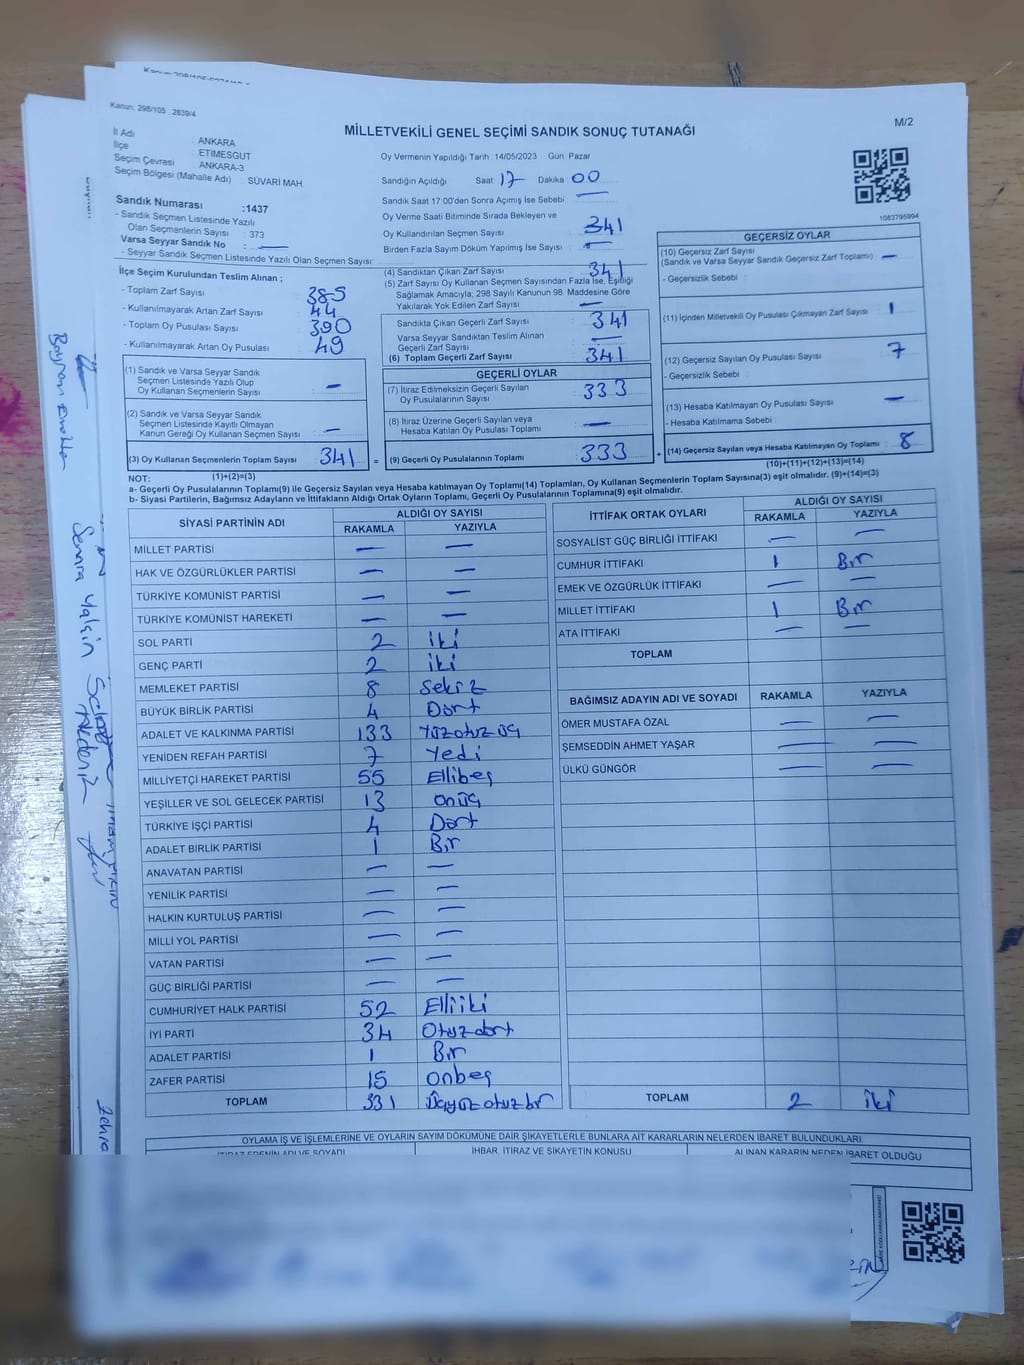 Kanun, 298/105 , 2839/4
MİLLETVEKİLİ GENEL SEÇİMİ SANDIK SONUÇ TUTANAĞI
M/2
İl Adı : ANKARA
İlçe : ETİMESGUT
Seçim Çevresi : ANKARA-3
Seçim Bölgesi (Mahalle Adı) : SÜVARİ MAH.
Sandık Numarası :1437
- Sandık Seçmen Listesinde Yazılı
Olan Seçmenlerin Sayısı : 373
Varsa Seyyar Sandık No : —
- Seyyar Sandık Seçmen Listesinde Yazılı Olan Seçmen Sayısı:
Oy Vermenin Yapıldığı Tarih :14/05/2023 Gün: Pazar
Sandığın Açıldığı Saat 17 Dakika 00
Sandık Saat 17:00'den Sonra Açımış İse Sebebi : —
Oy Verme Saati Bitiminde Sırada Bekleyen ve
Oy Kullandırılan Seçmen Sayısı : 341
Birden Fazla Sayım Döküm Yapılmış İse Sayısı : —
1083795994
İlçe Seçim Kurulundan Teslim Alınan ;
- Toplam Zarf Sayısı : 385
- Kullanılmayarak Artan Zarf Sayısı : 44
- Toplam Oy Pusulası Sayısı : 390
- Kullanılmayarak Artan Oy Pusulası : 49
(1) Sandık ve Varsa Seyyar Sandık
Seçmen Listesinde Yazılı Olup
Oy Kullanan Seçmenlerin Sayısı : —
(2) Sandık ve Varsa Seyyar Sandık
Seçmen Listesinde Kayıtlı Olmayan
Kanun Gereği Oy Kullanan Seçmen Sayısı : —
(3) Oy Kullanan Seçmenlerin Toplam Sayısı : 341
(1)+(2)=(3)
(4) Sandıktan Çıkan Zarf Sayısı : 341
(5) Zarf Sayısı Oy Kullanan Seçmen Sayısından Fazla İse, Eşitliği
Sağlamak Amacıyla; 298 Sayılı Kanunun 98. Maddesine Göre
Yakılarak Yok Edilen Zarf Sayısı : —
Sandıkta Çıkan Geçerli Zarf Sayısı : 341
Varsa Seyyar Sandıktan Teslim Alınan
Geçerli Zarf Sayısı : —
(6) Toplam Geçerli Zarf Sayısı : 341
GEÇERLİ OYLAR
(7) İtiraz Edilmeksizin Geçerli Sayılan
Oy Pusulalarının Sayısı : 333
(8) İtiraz Üzerine Geçerli Sayılan veya
Hesaba Katılan Oy Pusulası Toplamı : —
= (9) Geçerli Oy Pusulalarının Toplamı : 333
GEÇERSİZ OYLAR
(10) Geçersiz Zarf Sayısı
(Sandık ve Varsa Seyyar Sandık Geçersiz Zarf Toplamı) : —
- Geçersizlik Sebebi :
(11) İçinden Milletvekili Oy Pusulası Çıkmayan Zarf Sayısı : 1
(12) Geçersiz Sayılan Oy Pusulası Sayısı : 7
- Geçersizlik Sebebi :
(13) Hesaba Katılmayan Oy Pusulası Sayısı : —
- Hesaba Katılmama Sebebi :
+ (14) Geçersiz Sayılan veya Hesaba Katılmayan Oy Toplamı : 8
(10)+(11)+(12)+(13)=(14)
NOT:
a- Geçerli Oy Pusulalarının Toplamı(9) ile Geçersiz Sayılan veya Hesaba Katılmayan Oy Toplamı(14) Toplamları, Oy Kullanan Seçmenlerin Toplam Sayısına(3) eşit olmalıdır. (9)+(14)=(3)
b- Siyasi Partilerin, Bağımsız Adayların ve İttifakların Aldığı Ortak Oyların Toplamı, Geçerli Oy Pusulalarının Toplamına(9) eşit olmalıdır.
SİYASİ PARTİNİN ADI ALDIĞI OY SAYISI
RAKAMLA YAZIYLA
MİLLET PARTİSİ — —
HAK VE ÖZGÜRLÜKLER PARTİSİ — —
TÜRKİYE KOMÜNİST PARTİSİ — —
TÜRKİYE KOMÜNİST HAREKETİ — —
SOL PARTİ 2 iki
GENÇ PARTİ 2 iki
MEMLEKET PARTİSİ 8 Sekiz
BÜYÜK BİRLİK PARTİSİ 4 Dört
ADALET VE KALKINMA PARTİSİ 133 Yüzotuzüç
YENİDEN REFAH PARTİSİ 7 Yedi
MİLLİYETÇİ HAREKET PARTİSİ 55 Ellibeş
YEŞİLLER VE SOL GELECEK PARTİSİ 13 onüç
TÜRKİYE İŞÇİ PARTİSİ 4 Dört
ADALET BİRLİK PARTİSİ 1 Bir
ANAVATAN PARTİSİ — —
YENİLİK PARTİSİ — —
HALKIN KURTULUŞ PARTİSİ — —
MİLLİ YOL PARTİSİ — —
VATAN PARTİSİ — —
GÜÇ BİRLİĞİ PARTİSİ — —
CUMHURİYET HALK PARTİSİ 52 Elliiki
İYİ PARTİ 34 Otuzdört
ADALET PARTİSİ 1 Bir
ZAFER PARTİSİ 15 onbeş
TOPLAM 331 Üçyüzotuzbir
İTTİFAK ORTAK OYLARI ALDIĞI OY SAYISI
RAKAMLA YAZIYLA
SOSYALİST GÜÇ BİRLİĞİ İTTİFAKI — —
CUMHUR İTTİFAKI 1 Bir
EMEK VE ÖZGÜRLÜK İTTİFAKI — —
MİLLET İTTİFAKI 1 Bir
ATA İTTİFAKI — —
TOPLAM
BAĞIMSIZ ADAYIN ADI VE SOYADI RAKAMLA YAZIYLA
ÖMER MUSTAFA ÖZAL — —
ŞEMSEDDİN AHMET YAŞAR — —
ÜLKÜ GÜNGÖR — —
TOPLAM 2 iki
OYLAMA İŞ VE İŞLEMLERİNE VE OYLARIN SAYIM DÖKÜMÜNE DAİR ŞİKAYETLERLE BUNLARA AİT KARARLARIN NELERDEN İBARET BULUNDUKLARI
İTİRAZ EDENİN ADI VE SOYADI İHBAR, İTİRAZ VE ŞİKAYETİN KONUSU ALINAN KARARIN NEDEN İBARET OLDUĞU
Semra Yalçin
Zehra